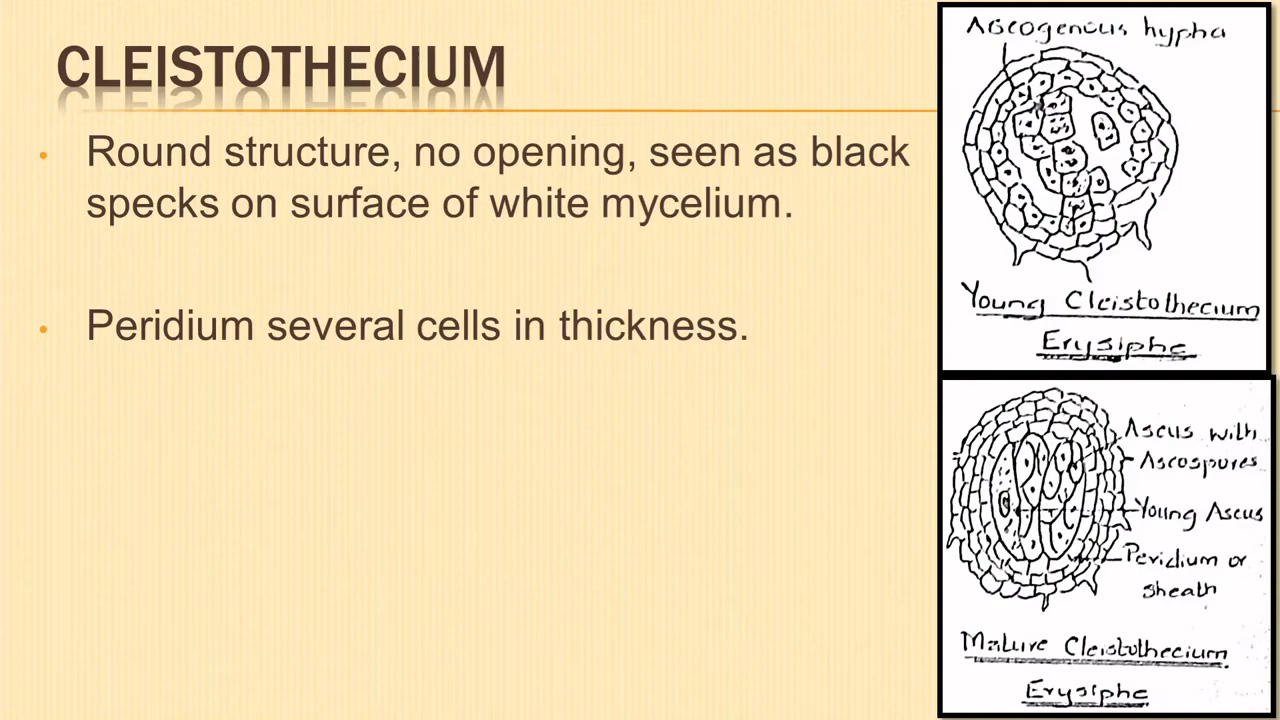 CLEISTOTHECIUM
• Round structure, no opening, seen as black
specks on surface of white mycelium.
• Peridium several cells in thickness.
Ascogenous hypha
Young Cleistothecium
Erysiphe
Ascus with
Ascospores
Young Ascus
Peridium or
sheath
Mature Cleistothecium
Erysiphe